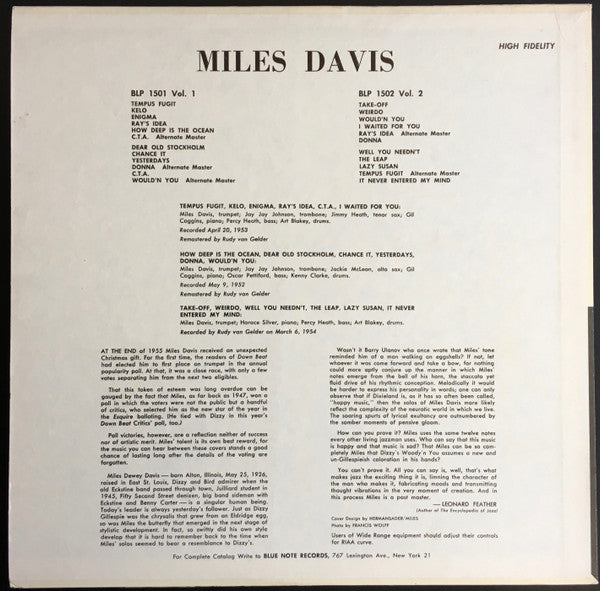 HIGH FIDELITY
MILES DAVIS
BLP 1501 Vol. 1
TEMPUS FUGIT
KELO
ENIGMA
RAY'S IDEA
HOW DEEP IS THE OCEAN
C.T.A. Alternate Master
DEAR OLD STOCKHOLM
CHANCE IT
YESTERDAYS
DONNA Alternate Master
C.T.A.
WOULD'N YOU Alternate Master
BLP 1502 Vol. 2
TAKE-OFF
WEIRDO
WOULD'N YOU
I WAITED FOR YOU
RAY'S IDEA Alternate Master
DONNA
WELL YOU NEEDN'T
THE LEAP
LAZY SUSAN
TEMPUS FUGIT Alternate Master
IT NEVER ENTERED MY MIND
TEMPUS FUGIT, KELO, ENIGMA, RAY'S IDEA, C.T.A., I WAITED FOR YOU:
Miles Davis, trumpet; Jay Jay Johnson, trombone; Jimmy Heath, tenor sax; Gil
Coggins, piano; Percy Heath, bass; Art Blakey, drums.
Recorded April 20, 1953
Remastered by Rudy van Gelder
HOW DEEP IS THE OCEAN, DEAR OLD STOCKHOLM, CHANCE IT, YESTERDAYS,
DONNA, WOULD'N YOU:
Miles Davis, trumpet; Jay Jay Johnson, trombone; Jackie McLean, alto sax; Gil
Coggins, piano; Oscar Pettiford, bass; Kenny Clarke, drums.
Recorded May 9, 1952
Remastered by Rudy van Gelder
TAKE-OFF, WEIRDO, WELL YOU NEEDN'T, THE LEAP, LAZY SUSAN, IT NEVER
ENTERED MY MIND:
Miles Davis, trumpet; Horace Silver, piano; Percy Heath, bass; Art Blakey, drums.
Recorded by Rudy van Gelder on March 6, 1954
AT THE END of 1955 Miles Davis received an unexpected
Christmas gift. For the first time, the readers of Down Beat
had elected him to first place on trumpet in the annual
popularity poll. At that, it was a close race, with only a few
votes separating him from the next two eligibles.
That this token of esteem was long overdue can be
gauged by the fact that Miles, as far back as 1947, won a
poll in which the voters were not the public but a handful
of critics, who selected him as the new star of the year in
the Esquire balloting. (He tied with Dizzy in this year's
Down Beat Critics' poll, too.)
Poll victories, however, are a reflection neither of success
nor of artistic merit. Miles' talent is its own best reward, for
the music you can hear between these covers stands a good
chance of lasting long after the details of the voting are
forgotten.
Miles Dewey Davis — born Alton, Illinois, May 25, 1926,
raised in East St. Louis, Dizzy and Bird admirer when the
old Eckstine band passed through town, Juilliard student in
1945, Fifty Second Street denizen, big band sideman with
Eckstine and Benny Carter — is a singular human being.
Today's leader is always yesterday's follower. Just as Dizzy
Gillespie was the chrysalis that grew from an Eldridge egg,
so was Miles the butterfly that emerged in the next stage of
stylistic development. In fact, so swiftly did his own style
develop that it is hard to remember back to the time when
Miles' solos seemed to bear a resemblance to Dizzy's.
Wasn't it Barry Ulanov who once wrote that Miles' tone
reminded him of a man walking on eggshells? If not, let
whoever it was come forward and take a bow, for nothing
could more aptly conjure up the manner in which Miles'
notes emerge from the bell of his horn, the staccato yet
fluid drive of his rhythmic conception. Melodically it would
be harder to express his personality in words; one can only
observe that if Dixieland is, as it has so often been called,
"happy music," then the solos of Miles Davis more likely
reflect the complexity of the neurotic world in which we live.
The soaring spurts of lyrical exultancy are outnumbered by
the somber moments of pensive gloom.
How can you prove it? Miles uses the same twelve notes
every other living jazzman uses. Who can say that this music
is happy and that music is sad? That Miles can be so com-
pletely Miles that Dizzy's Woody'n You assumes a new and
un-Gillespieish coloration in his hands?
You can't prove it. All you can say is, well, that's what
makes jazz the exciting thing it is, limning the character of
the man who makes it, fabricating moods and transmitting
thought vibrations in the very moment of creation. And in
this process Miles is a past master.
— LEONARD FEATHER
(Author of The Encyclopedia of Jazz)
Cover Design by HERMANSADER/MILES
Photo by FRANCIS WOLFF
Users of Wide Range equipment should adjust their controls
for RIAA curve.
For Complete Catalog Write to BLUE NOTE RECORDS, 767 Lexington Ave., New York 21